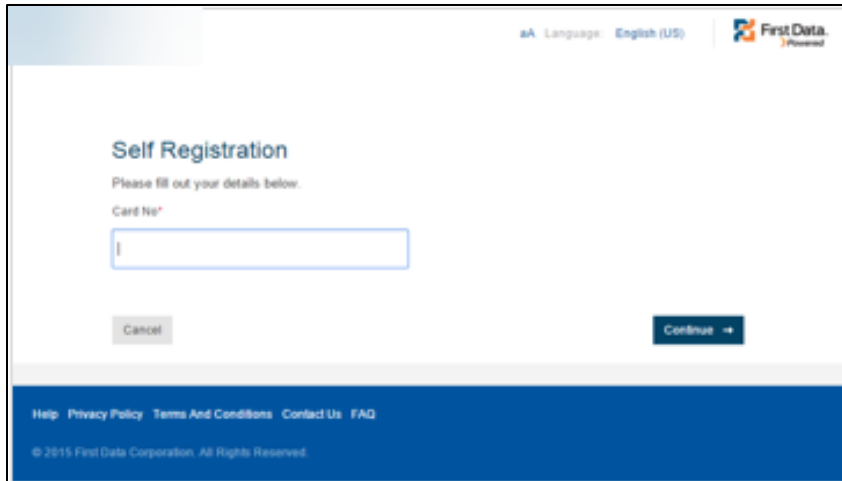 aA Language: English (US)
First Data.
Powered
Self Registration
Please fill out your details below.
Card No*
Cancel
Continue →
Help Privacy Policy Terms And Conditions Contact Us FAQ
© 2015 First Data Corporation. All Rights Reserved.